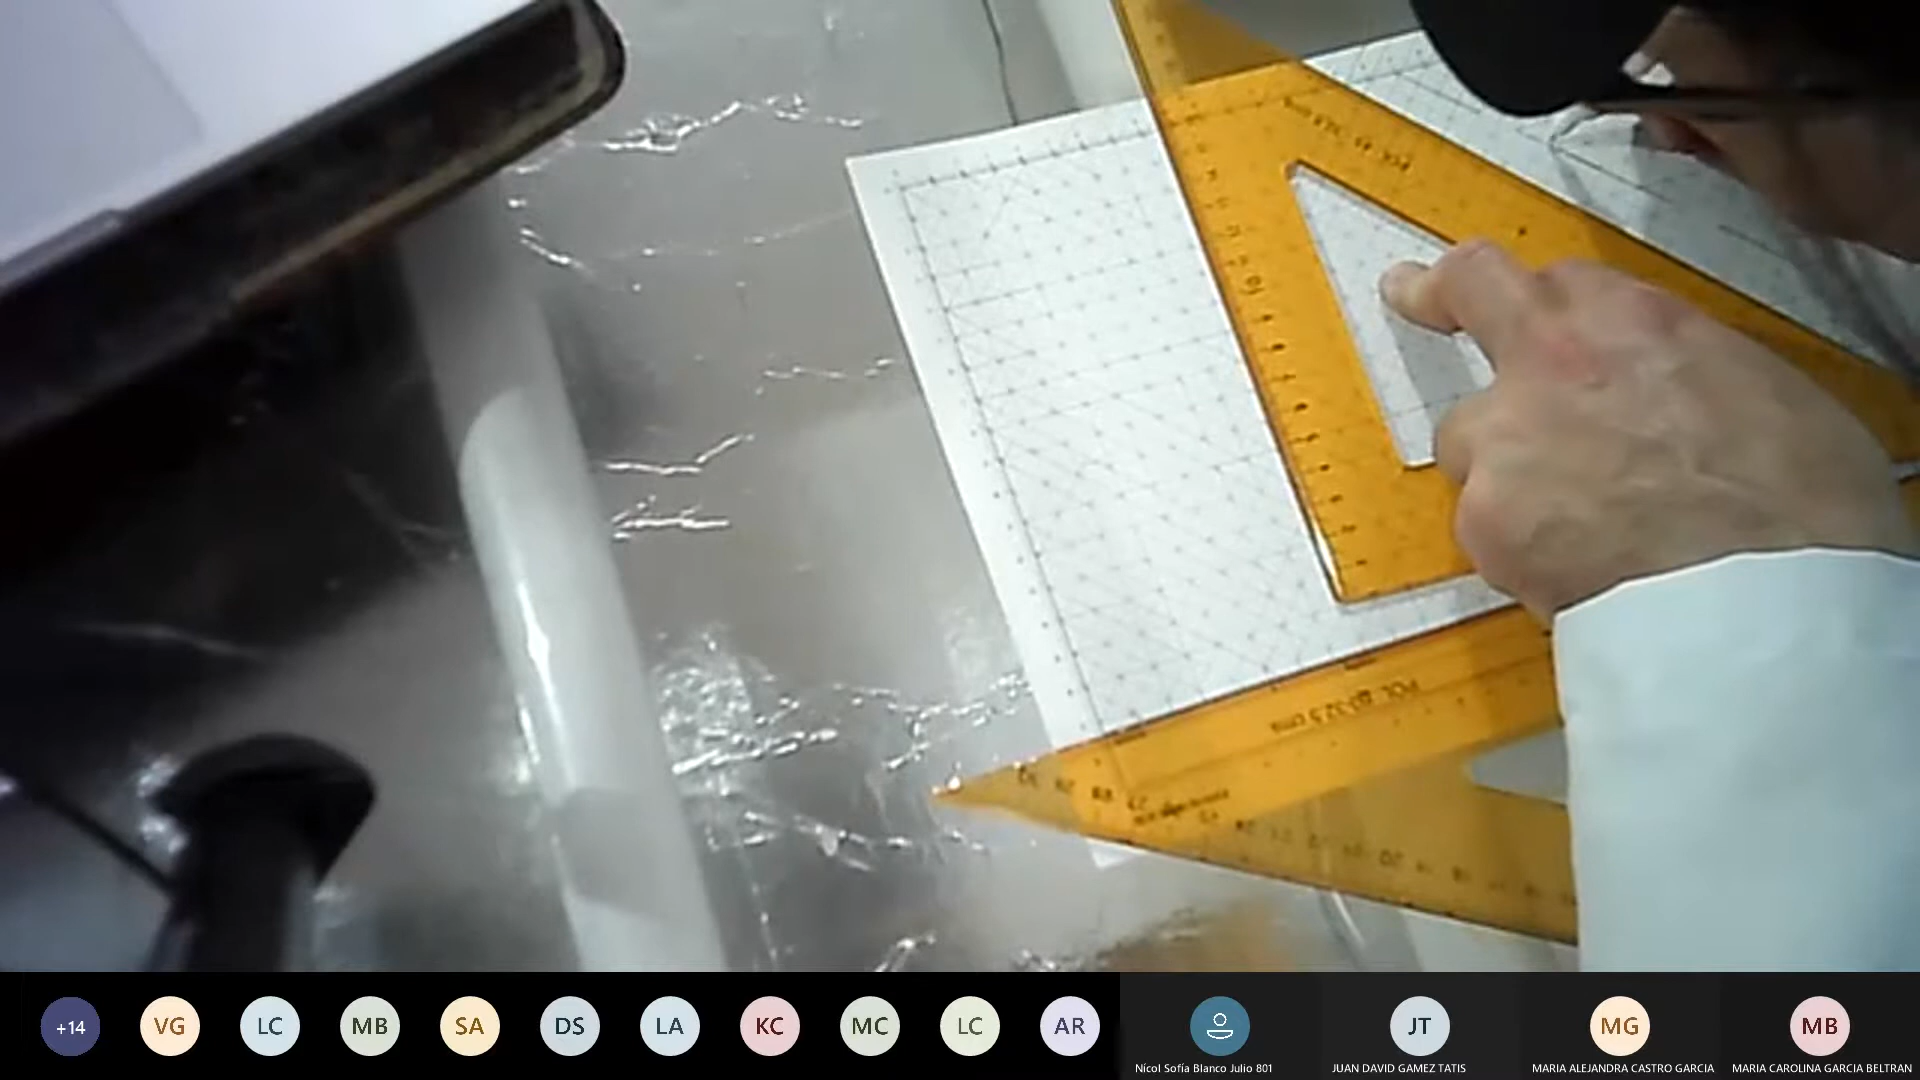 +14
VG
LC
MB
SA
DS
LA
KC
MC
LC
AR
JT
MG
MB
Nícol Sofía Blanco Julio 801
JUAN DAVID GAMEZ TATIS
MARIA ALEJANDRA CASTRO GARCIA
MARIA CAROLINA GARCIA BELTRAN